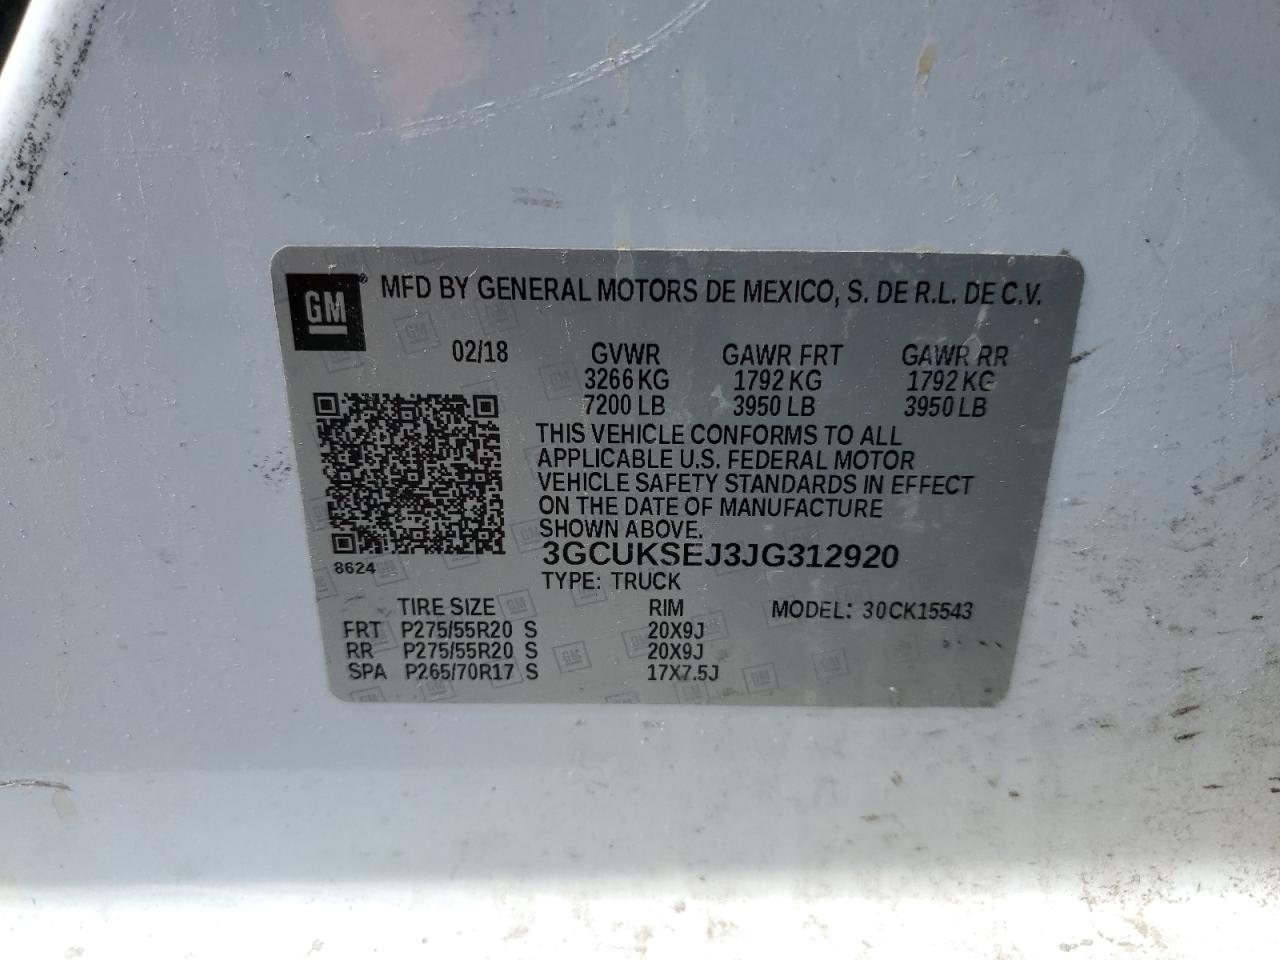 GM® MFD BY GENERAL MOTORS DE MEXICO, S. DE R.L. DE C.V.
02/18 GVWR GAWR FRT GAWR RR
3266 KG 1792 KG 1792 KG
7200 LB 3950 LB 3950 LB
THIS VEHICLE CONFORMS TO ALL
APPLICABLE U.S. FEDERAL MOTOR
VEHICLE SAFETY STANDARDS IN EFFECT
ON THE DATE OF MANUFACTURE
SHOWN ABOVE.
3GCUKSEJ3JG312920
8624 TYPE: TRUCK
TIRE SIZE RIM MODEL: 30CK15543
FRT P275/55R20 S 20X9J
RR P275/55R20 S 20X9J
SPA P265/70R17 S 17X7.5J